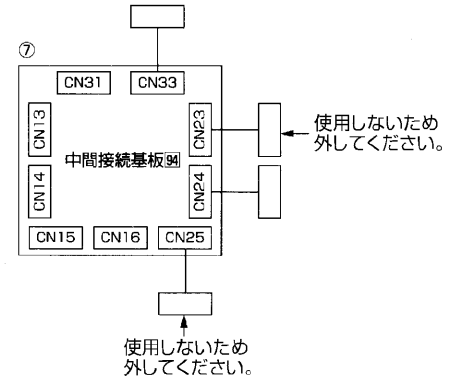 ⑦
CN31 CN33
CN13 CN23
使用しないため
外してください。
中間接続基板94
CN14 CN24
CN15 CN16 CN25
使用しないため
外してください。